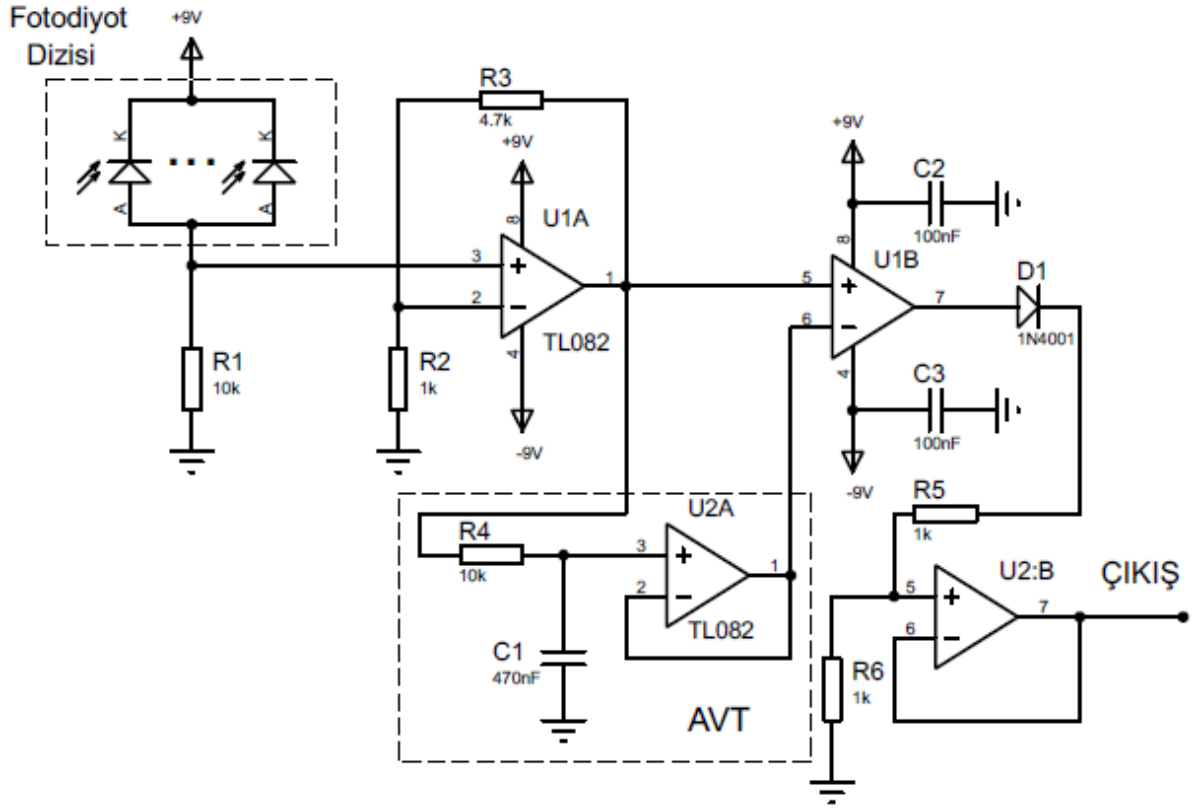 Fotodiyot
Dizisi
+9V
K
K
A
A
R1
10k
R3
4.7k
+9V
8
U1A
3
+
2
−
1
TL082
4
-9V
R2
1k
+9V
C2
100nF
8
U1B
5
+
6
−
7
D1
1N4001
4
C3
100nF
-9V
R5
1k
R4
10k
U2A
3
+
2
−
1
TL082
C1
470nF
AVT
U2:B
5
+
6
−
7
ÇIKIŞ
R6
1k